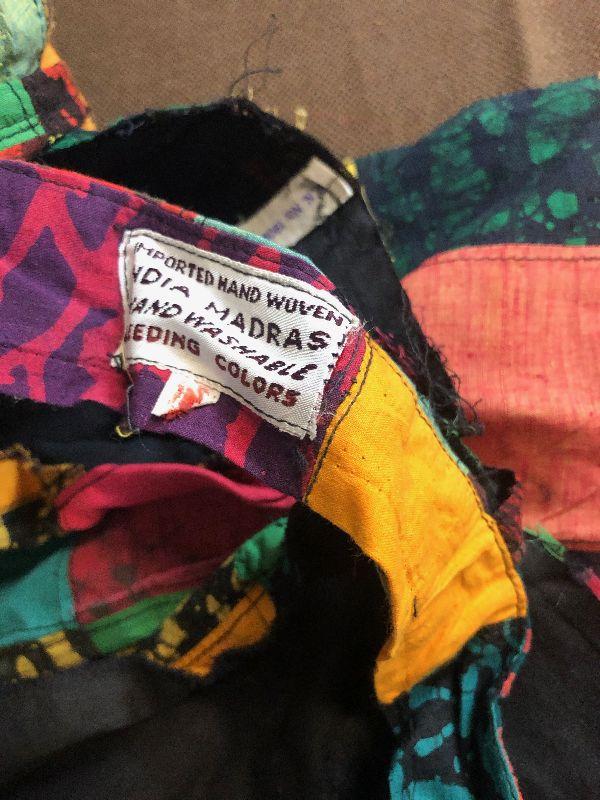 IMPORTED HAND WOVEN
NDIA MADRAS
HAND WASHABLE
EEDING COLORS